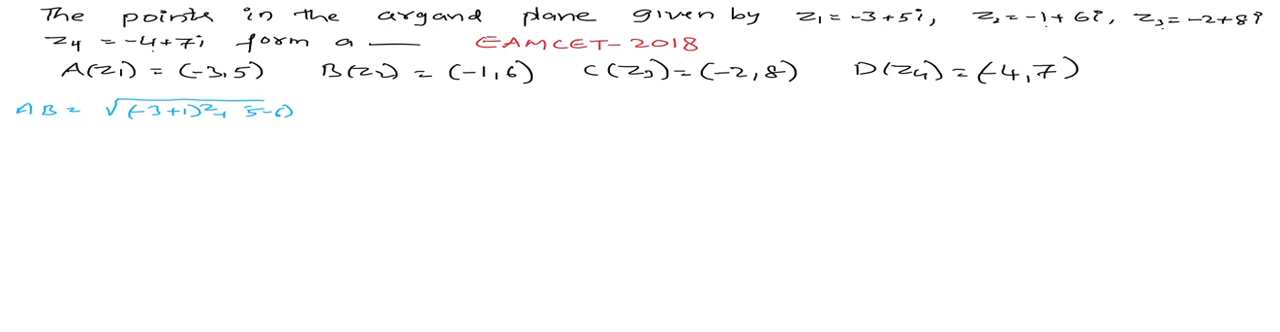 The points in the argand plane given by z₁ = -3+5i, z₂ = -1+6i, z₃ = -2+8i
z₄ = -4+7i form a —— EAMCET-2018
A(z₁) = (-3,5) B(z₂) = (-1,6) C(z₃) = (-2,8) D(z₄) = (-4,7)
AB = √(-3+1)²+ 5-6)